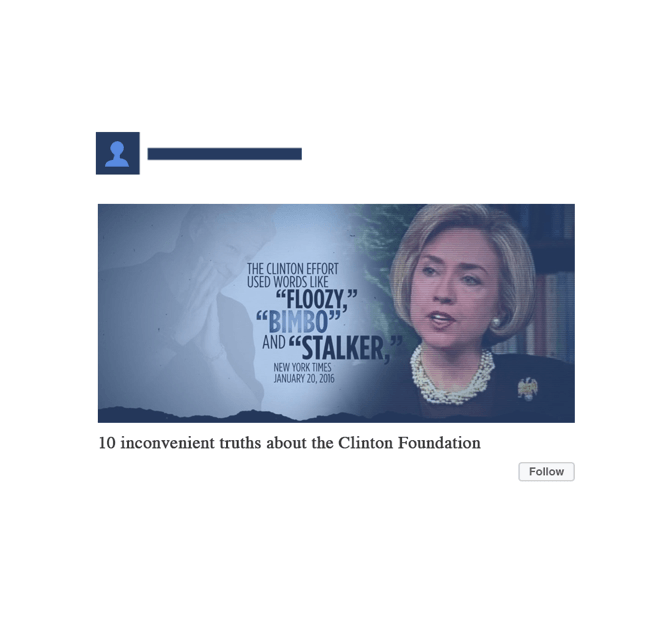 THE CLINTON EFFORT
USED WORDS LIKE
“FLOOZY,”
“BIMBO”
AND “STALKER,”
NEW YORK TIMES
JANUARY 20, 2016
10 inconvenient truths about the Clinton Foundation
Follow